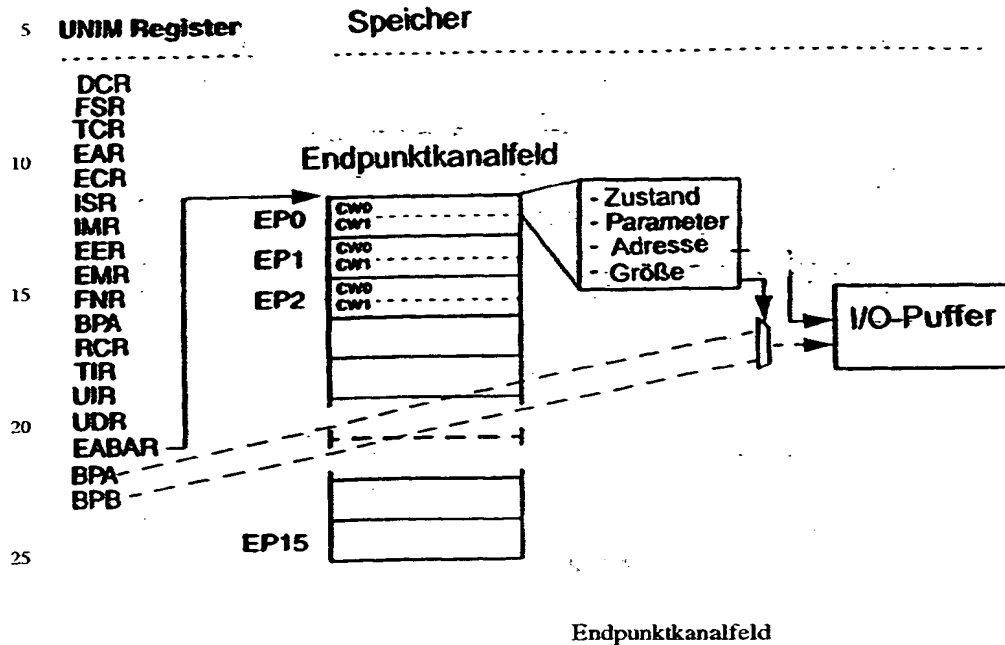 5 UNIM Register Speicher
DCR
FSR
TCR
10 EAR
Endpunktkanalfeld
ECR
ISR
IMR
EER
EMR
15 FNR
BPA
RCR
TIR
UIR
UDR
20 EABAR
BPA
BPB
25
EP0 CW0
CW1
EP1 CW0
CW1
EP2 CW0
CW1
EP15
- Zustand
- Parameter
- Adresse
- Größe
I/O-Puffer
Endpunktkanalfeld